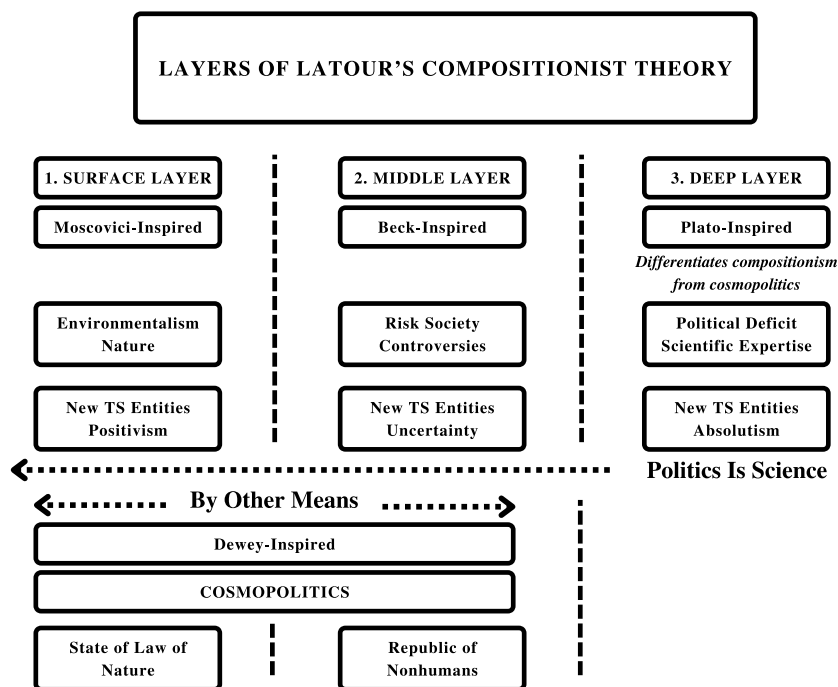 LAYERS OF LATOUR'S COMPOSITIONIST THEORY
1. SURFACE LAYER
2. MIDDLE LAYER
3. DEEP LAYER
Moscovici-Inspired
Beck-Inspired
Plato-Inspired
Differentiates compositionism
from cosmopolitics
Environmentalism
Nature
Risk Society
Controversies
Political Deficit
Scientific Expertise
New TS Entities
Positivism
New TS Entities
Uncertainty
New TS Entities
Absolutism
Politics Is Science
By Other Means
Dewey-Inspired
COSMOPOLITICS
State of Law of
Nature
Republic of
Nonhumans